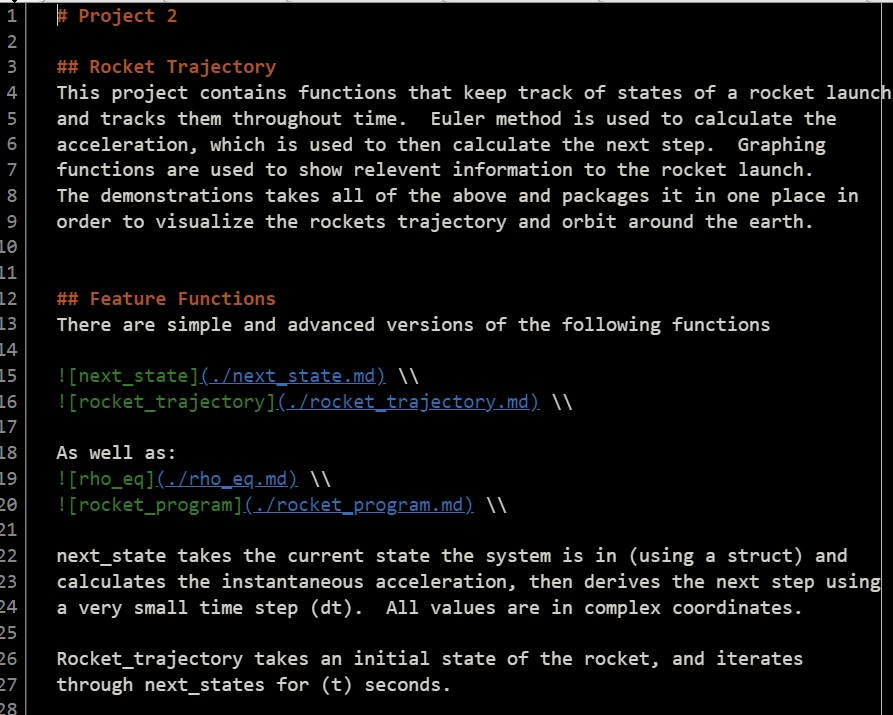 1 # Project 2
2
3 ## Rocket Trajectory
4 This project contains functions that keep track of states of a rocket launch
5 and tracks them throughout time.  Euler method is used to calculate the
6 acceleration, which is used to then calculate the next step.  Graphing
7 functions are used to show relevent information to the rocket launch.
8 The demonstrations takes all of the above and packages it in one place in
9 order to visualize the rockets trajectory and orbit around the earth.
10
11
12 ## Feature Functions
13 There are simple and advanced versions of the following functions
14
15 ![next_state](./next_state.md) \\
16 ![rocket_trajectory](./rocket_trajectory.md) \\
17
18 As well as:
19 ![rho_eq](./rho_eq.md) \\
20 ![rocket_program](./rocket_program.md) \\
21
22 next_state takes the current state the system is in (using a struct) and
23 calculates the instantaneous acceleration, then derives the next step using
24 a very small time step (dt).  All values are in complex coordinates.
25
26 Rocket_trajectory takes an initial state of the rocket, and iterates
27 through next_states for (t) seconds.
28